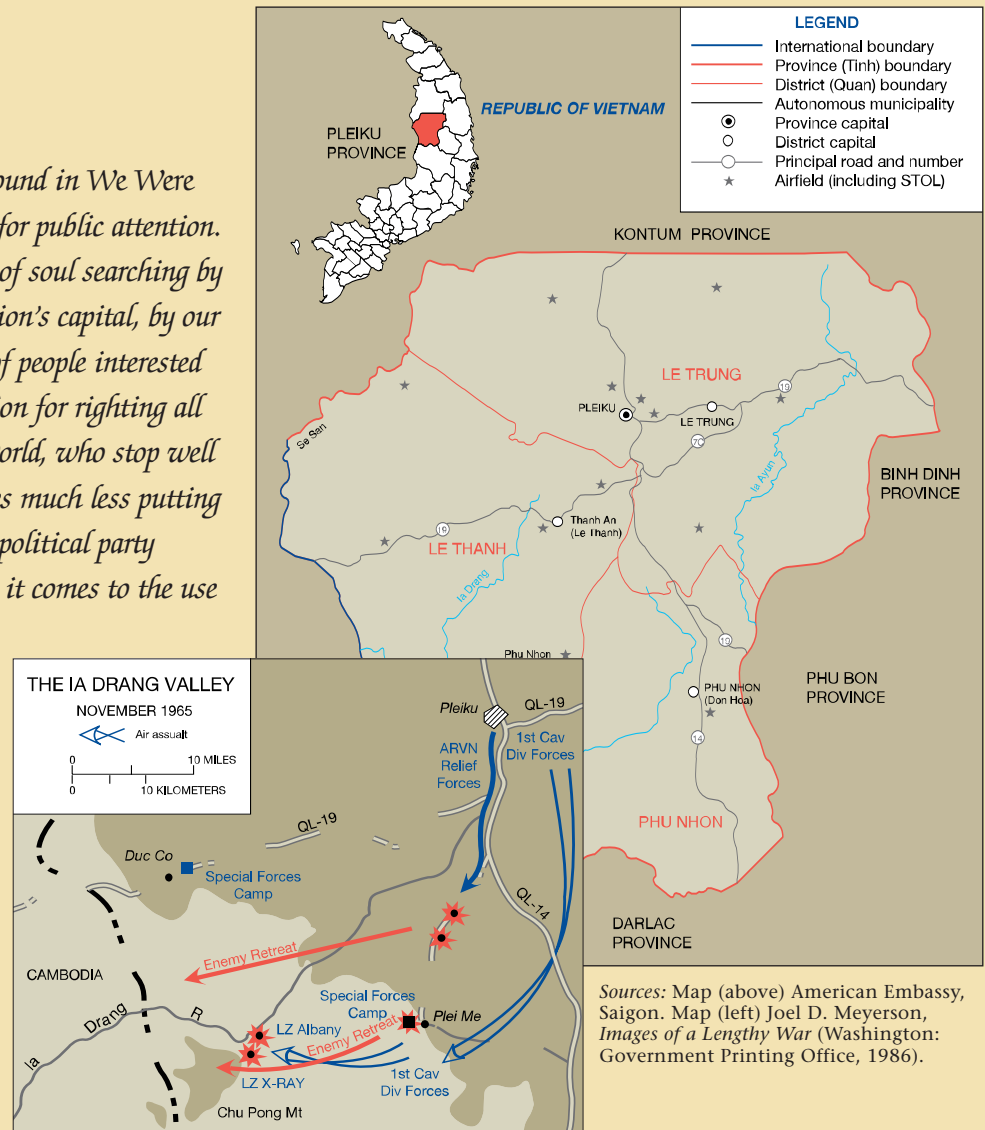 ound in We Were
for public attention.
of soul searching by
ion's capital, by our
of people interested
ion for righting all
orld, who stop well
s much less putting
political party
it comes to the use
LEGEND
International boundary
Province (Tinh) boundary
District (Quan) boundary
Autonomous municipality
Province capital
District capital
Principal road and number
Airfield (including STOL)
REPUBLIC OF VIETNAM
PLEIKU
PROVINCE
KONTUM PROVINCE
LE TRUNG
19
PLEIKU
LE TRUNG
7C
Se San
Ia Ayun
BINH DINH
PROVINCE
19
Thanh An
(Le Thanh)
LE THANH
Ia Drang
Phu Nhon
19
PHU NHON
(Don Hoa)
PHU BON
PROVINCE
14
PHU NHON
DARLAC
PROVINCE
THE IA DRANG VALLEY
NOVEMBER 1965
Air assualt
0 10 MILES
0 10 KILOMETERS
Pleiku
QL-19
ARVN
Relief
Forces
1st Cav
Div Forces
QL-19
Duc Co
Special Forces
Camp
QL-14
Enemy Retreat
CAMBODIA
Special Forces
Camp
Plei Me
Ia Drang R
LZ Albany
Enemy Retreat
LZ X-RAY
1st Cav
Div Forces
Chu Pong Mt
Sources: Map (above) American Embassy,
Saigon. Map (left) Joel D. Meyerson,
Images of a Lengthy War (Washington:
Government Printing Office, 1986).